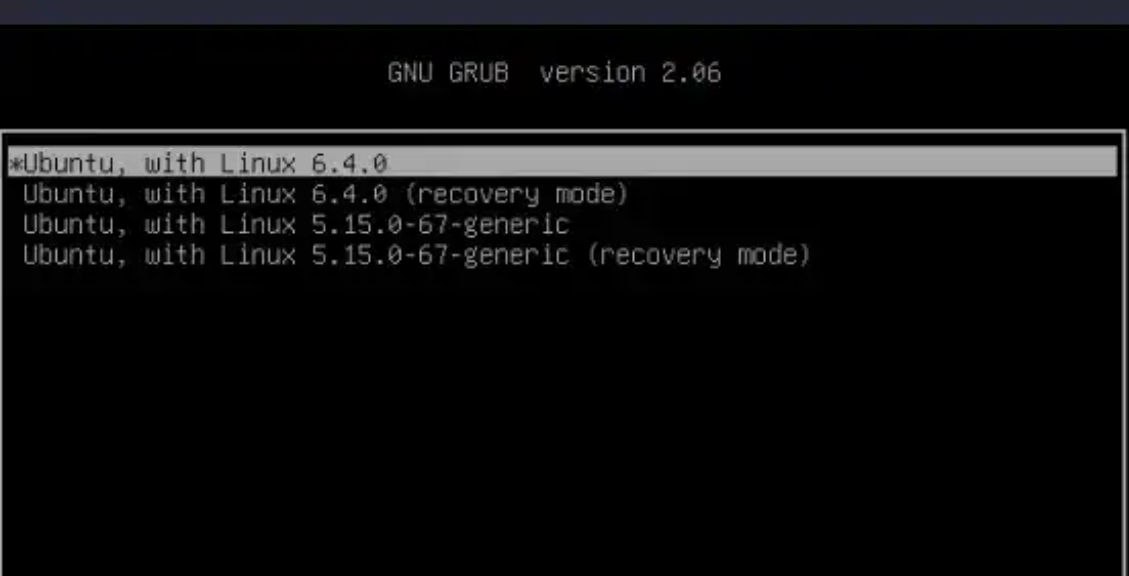 GNU GRUB  version 2.06
*Ubuntu, with Linux 6.4.0
Ubuntu, with Linux 6.4.0 (recovery mode)
Ubuntu, with Linux 5.15.0-67-generic
Ubuntu, with Linux 5.15.0-67-generic (recovery mode)